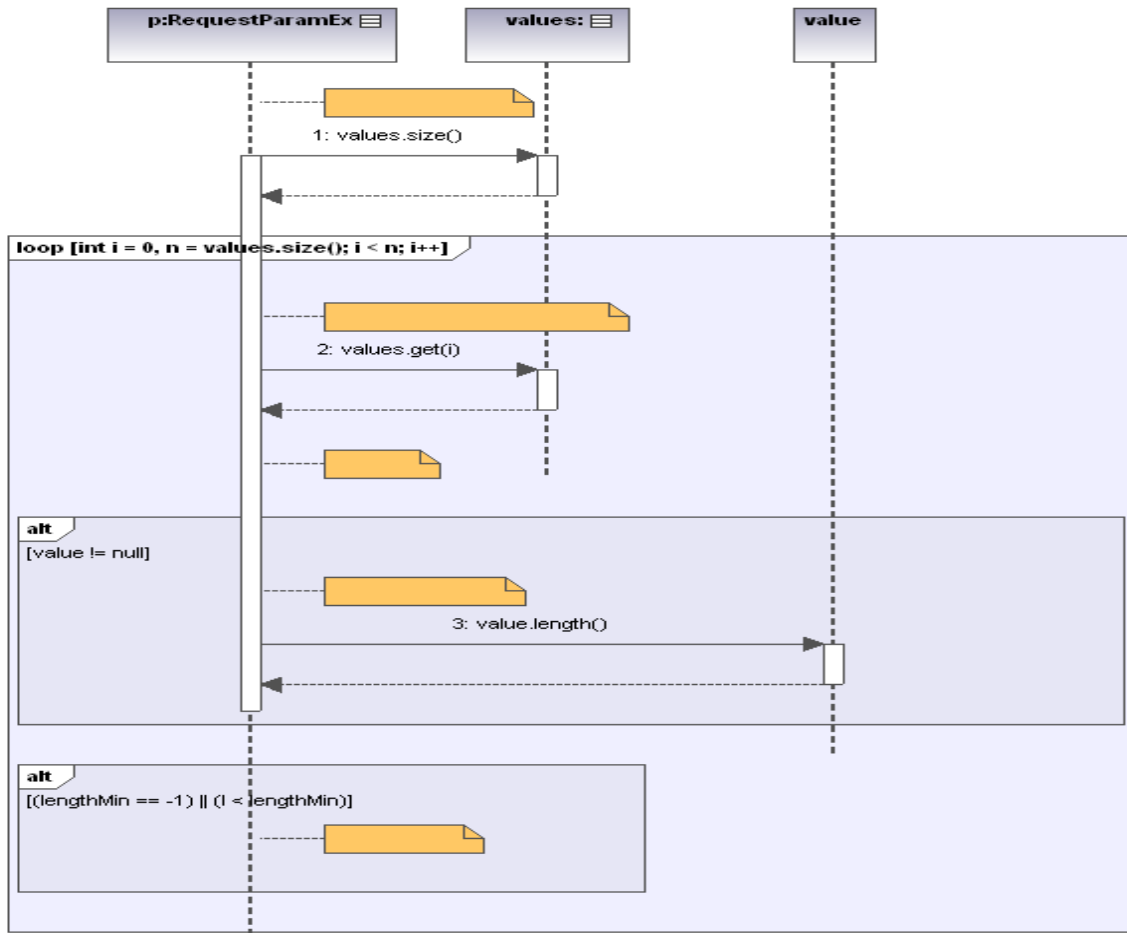 p:RequestParamEx
values:
value
1: values.size()
loop [int i = 0, n = values.size(); i < n; i++]
2: values.get(i)
alt
[value != null]
3: value.length()
alt
[(lengthMin == -1) || (l < lengthMin)]